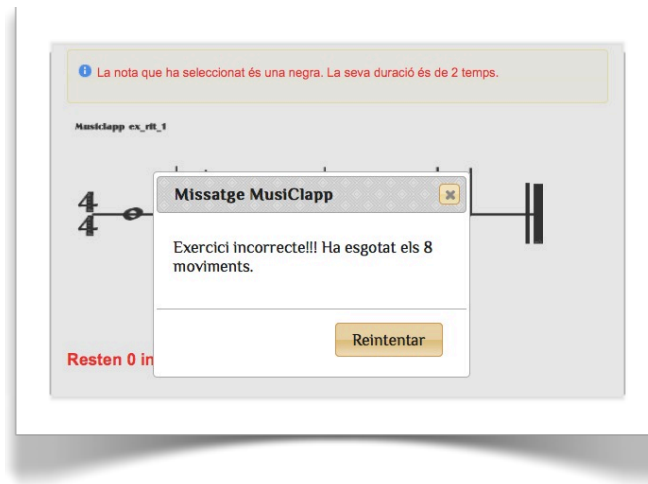 La nota que ha seleccionat és una negra. La seva duració és de 2 temps.
Musiclapp ex_rít_1
Missatge MusiClapp
4
4
Exercici incorrecte!!! Ha esgotat els 8
moviments.
Reintentar
Resten 0 in